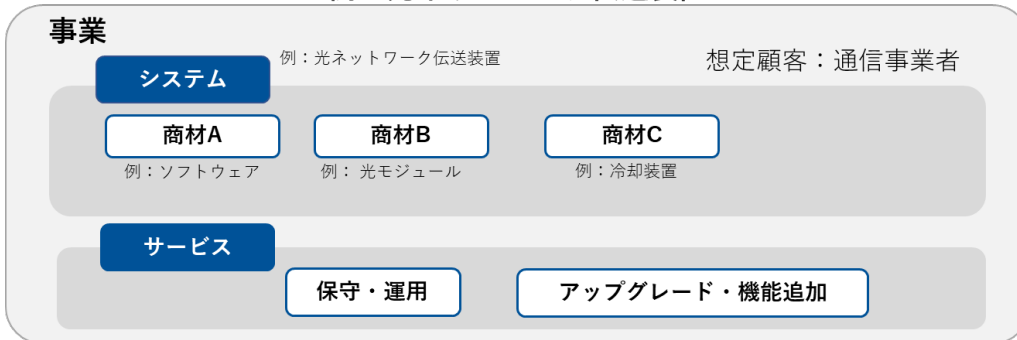 事業
例：光ネットワーク伝送装置
想定顧客：通信事業者
システム
商材A
商材B
商材C
例：ソフトウェア
例： 光モジュール
例：冷却装置
サービス
保守・運用
アップグレード・機能追加